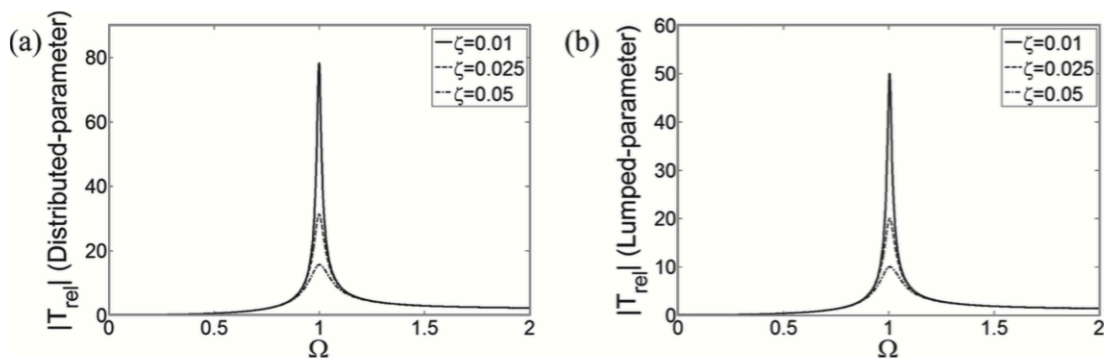 (a)
|T_rel| (Distributed-parameter)
80
60
40
20
0
0 0.5 1 1.5 2
Ω
ζ=0.01
ζ=0.025
ζ=0.05
(b)
|T_rel| (Lumped-parameter)
60
50
40
30
20
10
0
0 0.5 1 1.5 2
Ω
ζ=0.01
ζ=0.025
ζ=0.05